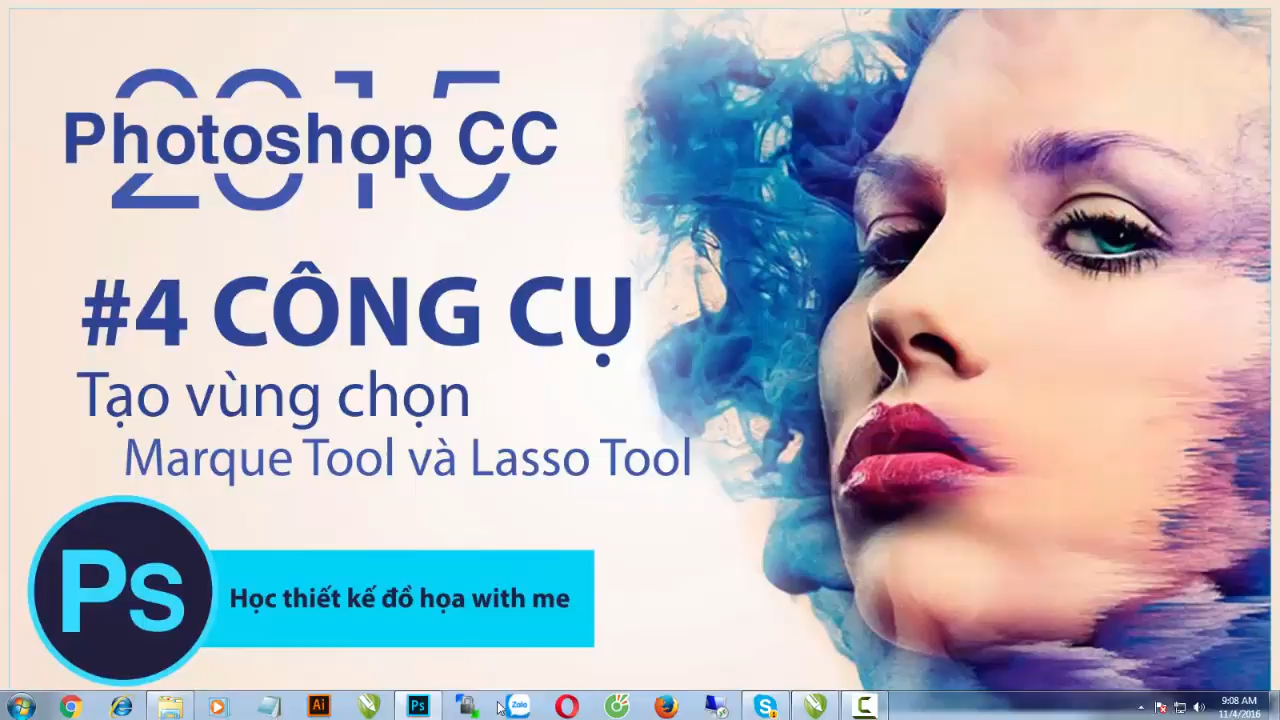 2015
Photoshop CC
#4 CÔNG CỤ
Tạo vùng chọn
Marque Tool và Lasso Tool
Ps
Học thiết kế đồ họa with me
Ai
Ps
Zalo
9:08 AM
11/4/2016